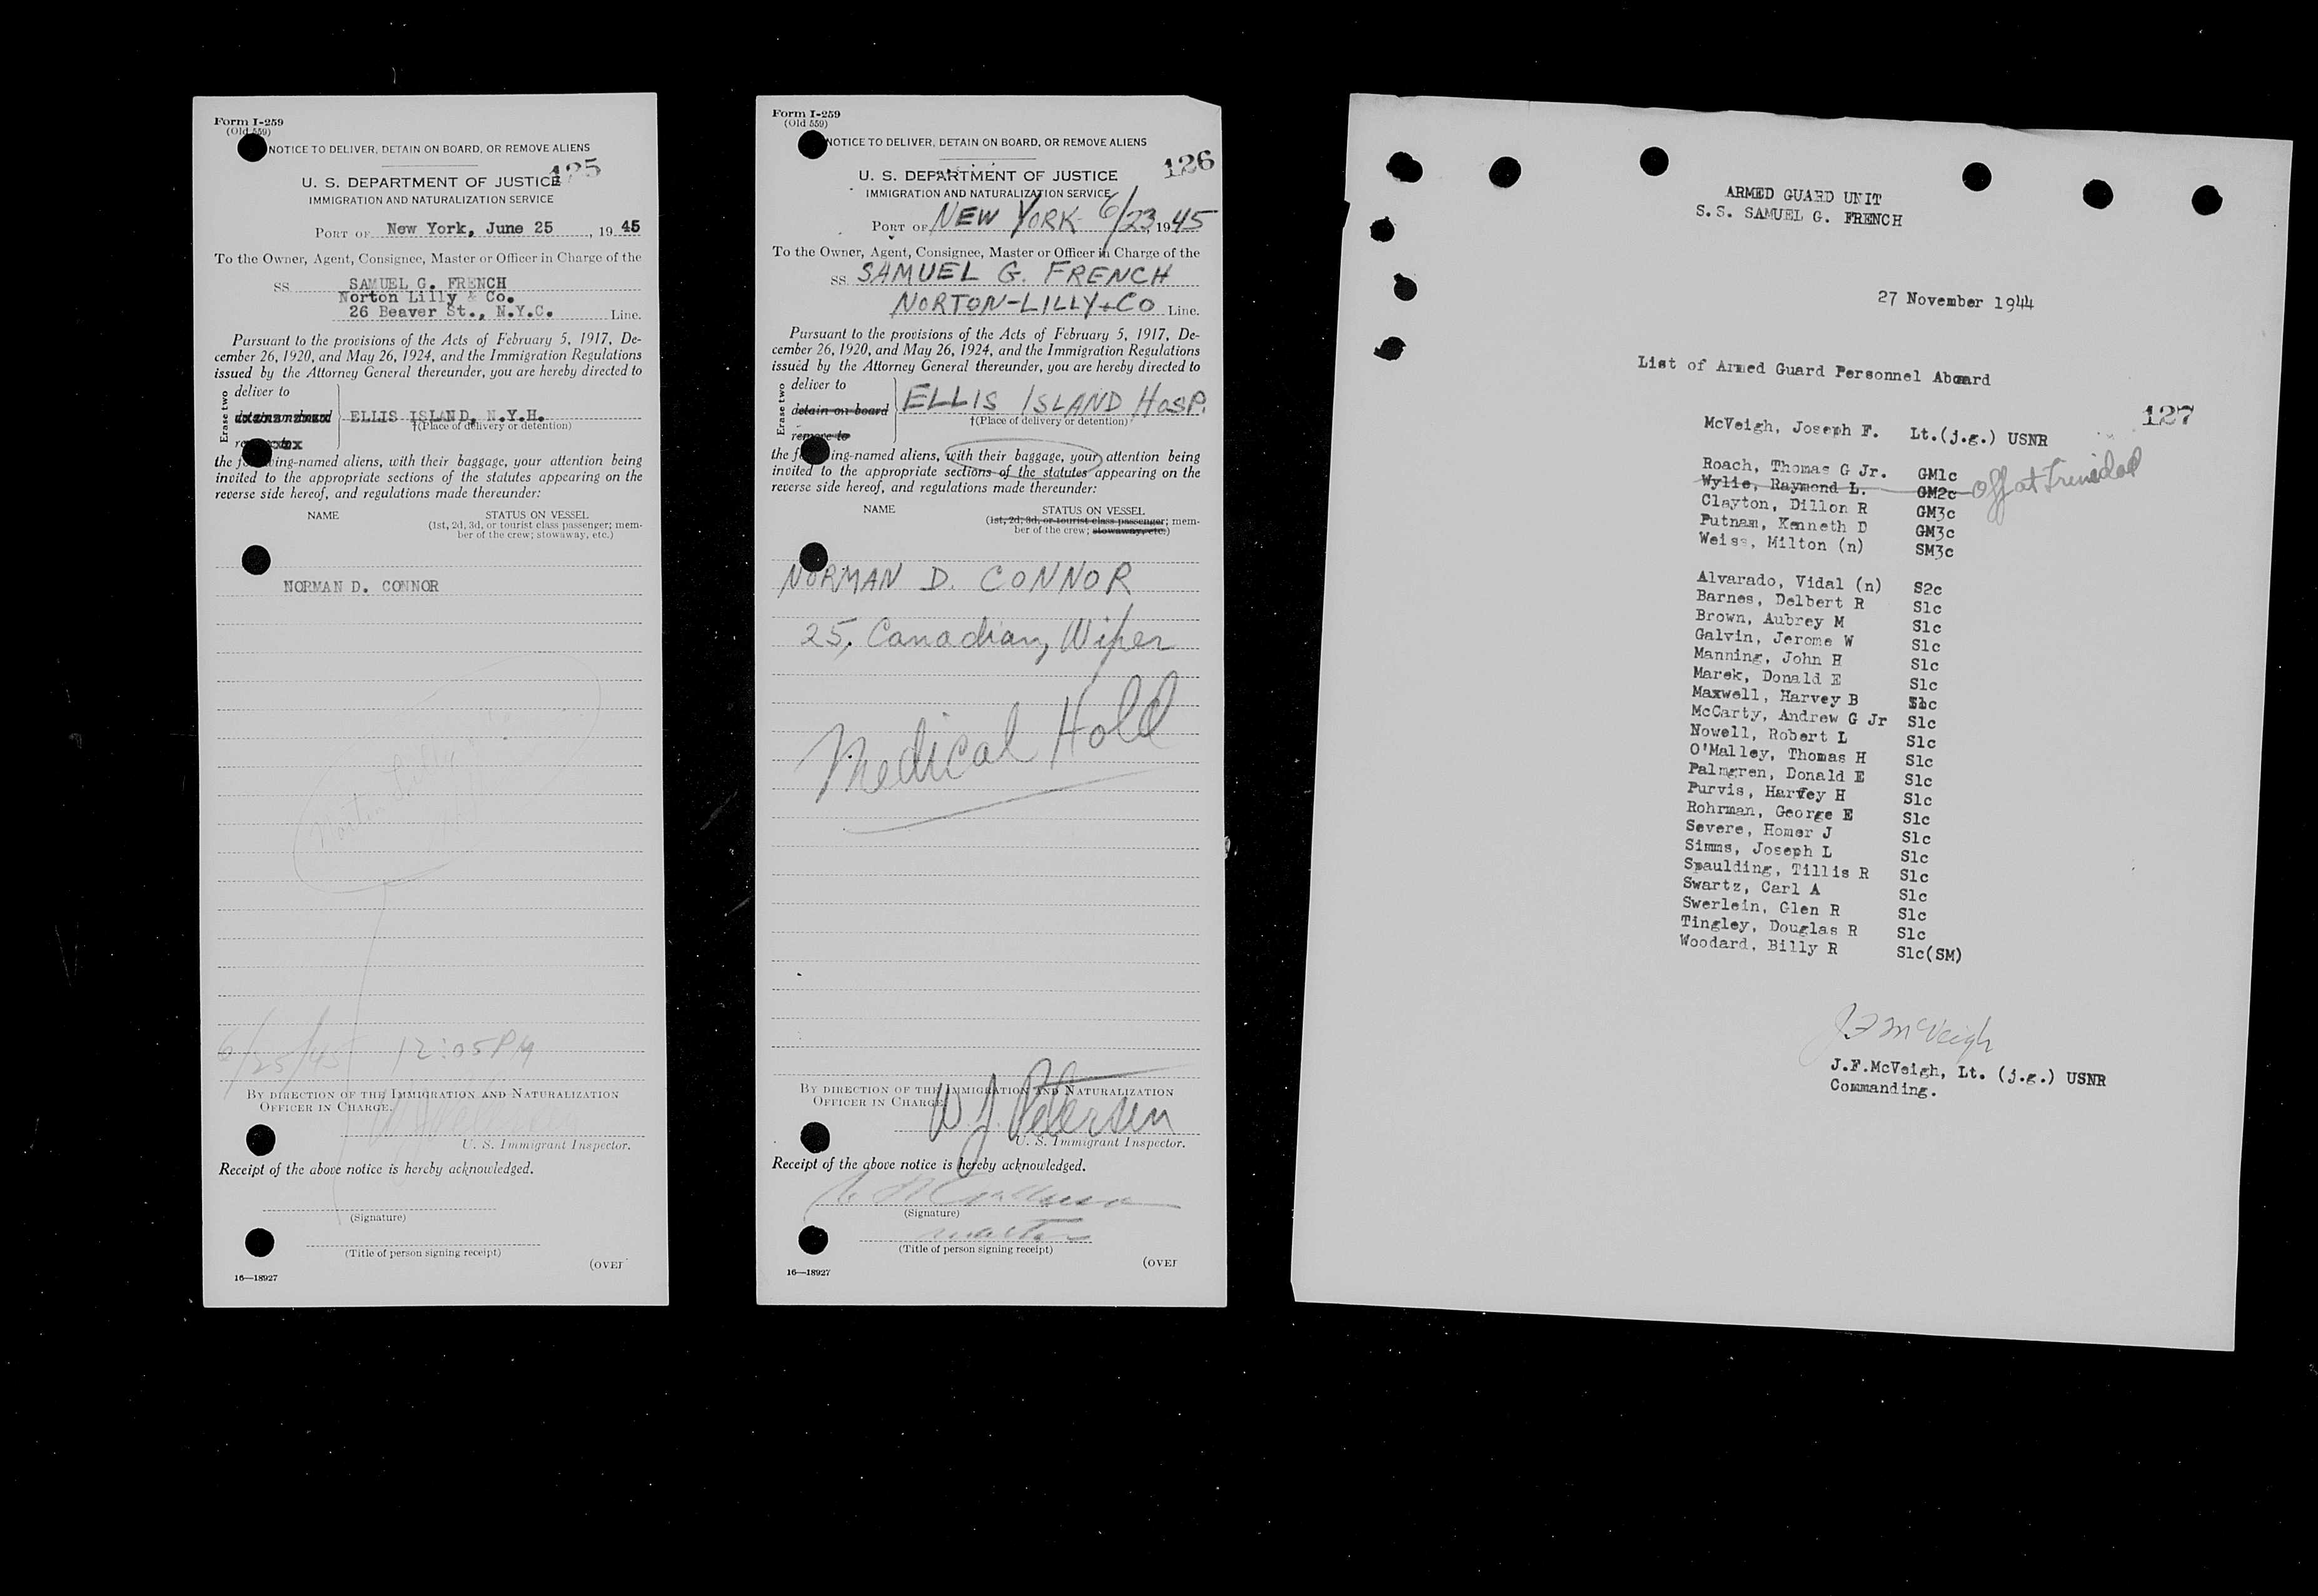 Form I-259
(Old 559)
NOTICE TO DELIVER, DETAIN ON BOARD, OR REMOVE ALIENS
125
U. S. DEPARTMENT OF JUSTICE
IMMIGRATION AND NATURALIZATION SERVICE
PORT OF New York, June 25, 19 45
To the Owner, Agent, Consignee, Master or Officer in Charge of the
SS. SAMUEL G. FRENCH
Norton Lilly & Co.
26 Beaver St., N.Y.C. Line.
Pursuant to the provisions of the Acts of February 5, 1917, De-
cember 26, 1920, and May 26, 1924, and the Immigration Regulations
issued by the Attorney General thereunder, you are hereby directed to
Erase two
deliver to
ELLIS ISLAND, N.Y.H.
†(Place of delivery or detention)
the following-named aliens, with their baggage, your attention being
invited to the appropriate sections of the statutes appearing on the
reverse side hereof, and regulations made thereunder:
NAME STATUS ON VESSEL
(1st, 2d, 3d, or tourist class passenger; mem-
ber of the crew; stowaway, etc.)
NORMAN D. CONNOR
Norton Lilly
6/25/45 12:05 PM
BY DIRECTION OF THE IMMIGRATION AND NATURALIZATION
OFFICER IN CHARGE.
U. S. Immigrant Inspector.
Receipt of the above notice is hereby acknowledged.
(Signature)
(Title of person signing receipt)
(OVER
16—18927
Form I-259
(Old 559)
NOTICE TO DELIVER, DETAIN ON BOARD, OR REMOVE ALIENS
126
U. S. DEPARTMENT OF JUSTICE
IMMIGRATION AND NATURALIZATION SERVICE
PORT OF NEW YORK 6/23 1945
To the Owner, Agent, Consignee, Master or Officer in Charge of the
SS. SAMUEL G. FRENCH
NORTON-LILLY + CO Line.
Pursuant to the provisions of the Acts of February 5, 1917, De-
cember 26, 1920, and May 26, 1924, and the Immigration Regulations
issued by the Attorney General thereunder, you are hereby directed to
Erase two
deliver to
detain on board
remove to
ELLIS ISLAND HOSP.
†(Place of delivery or detention)
the following-named aliens, with their baggage, your attention being
invited to the appropriate sections of the statutes appearing on the
reverse side hereof, and regulations made thereunder:
NAME STATUS ON VESSEL
(1st, 2d, 3d, or tourist class passenger; mem-
ber of the crew; stowaway, etc.)
NORMAN D. CONNOR
25, Canadian, Wiper
Medical Hold
BY DIRECTION OF THE IMMIGRATION AND NATURALIZATION
OFFICER IN CHARGE.
W. J. Petersen
U. S. Immigrant Inspector.
Receipt of the above notice is hereby acknowledged.
(Signature)
master
(Title of person signing receipt)
(OVER
16—18927
ARMED GUARD UNIT
S.S. SAMUEL G. FRENCH
27 November 1944
List of Armed Guard Personnel Aboard
127
McVeigh, Joseph F. Lt.(j.g.) USNR
Roach, Thomas G Jr. GM1c
Wylie, Raymond L. GM2c off at Trinidad
Clayton, Dillon R GM3c
Putnam, Kenneth D GM3c
Weiss, Milton (n) SM3c
Alvarado, Vidal (n) S2c
Barnes, Delbert R S1c
Brown, Aubrey M S1c
Galvin, Jerome W S1c
Manning, John H S1c
Marek, Donald E S1c
Maxwell, Harvey B S1c
McCarty, Andrew G Jr S1c
Nowell, Robert L S1c
O'Malley, Thomas H S1c
Palmgren, Donald E S1c
Purvis, Harvey H S1c
Rohrman, George E S1c
Severe, Homer J S1c
Simms, Joseph L S1c
Spaulding, Tillis R S1c
Swartz, Carl A S1c
Swerlein, Glen R S1c
Tingley, Douglas R S1c
Woodard, Billy R S1c(SM)
J F McVeigh
J.F.McVeigh, Lt. (j.g.) USNR
Commanding.